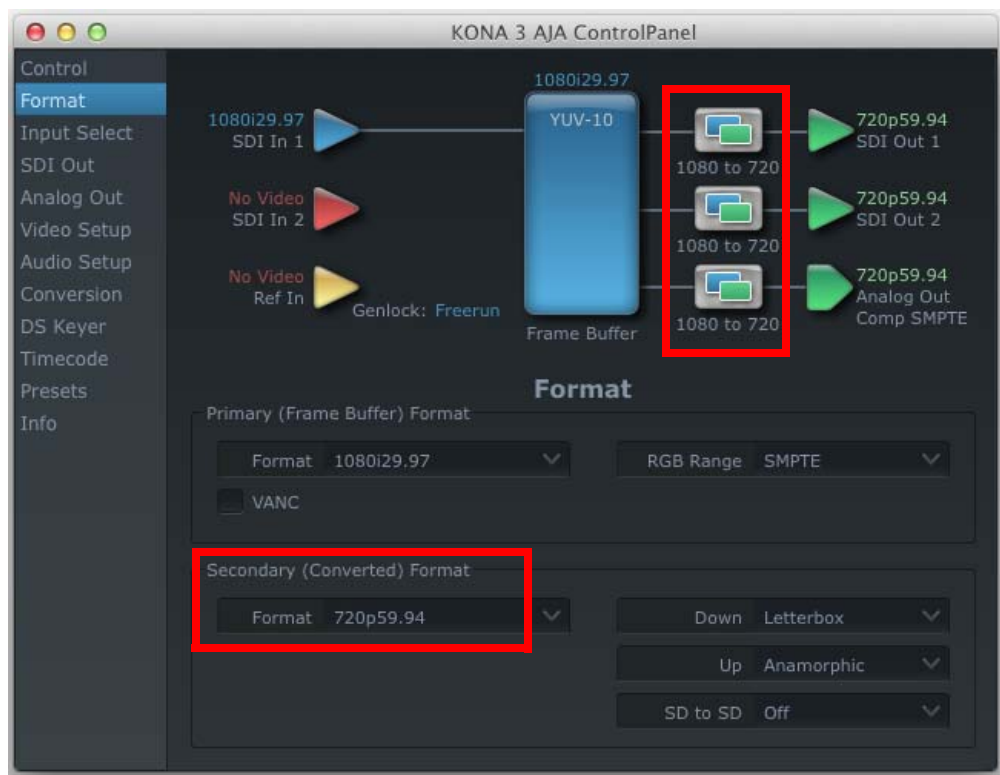 KONA 3 AJA ControlPanel
Control
Format
Input Select
SDI Out
Analog Out
Video Setup
Audio Setup
Conversion
DS Keyer
Timecode
Presets
Info
1080i29.97
1080i29.97
SDI In 1
No Video
SDI In 2
No Video
Ref In
Genlock: Freerun
YUV-10
Frame Buffer
1080 to 720
1080 to 720
1080 to 720
720p59.94
SDI Out 1
720p59.94
SDI Out 2
720p59.94
Analog Out
Comp SMPTE
Format
Primary (Frame Buffer) Format
Format 1080i29.97
RGB Range SMPTE
VANC
Secondary (Converted) Format
Format 720p59.94
Down Letterbox
Up Anamorphic
SD to SD Off